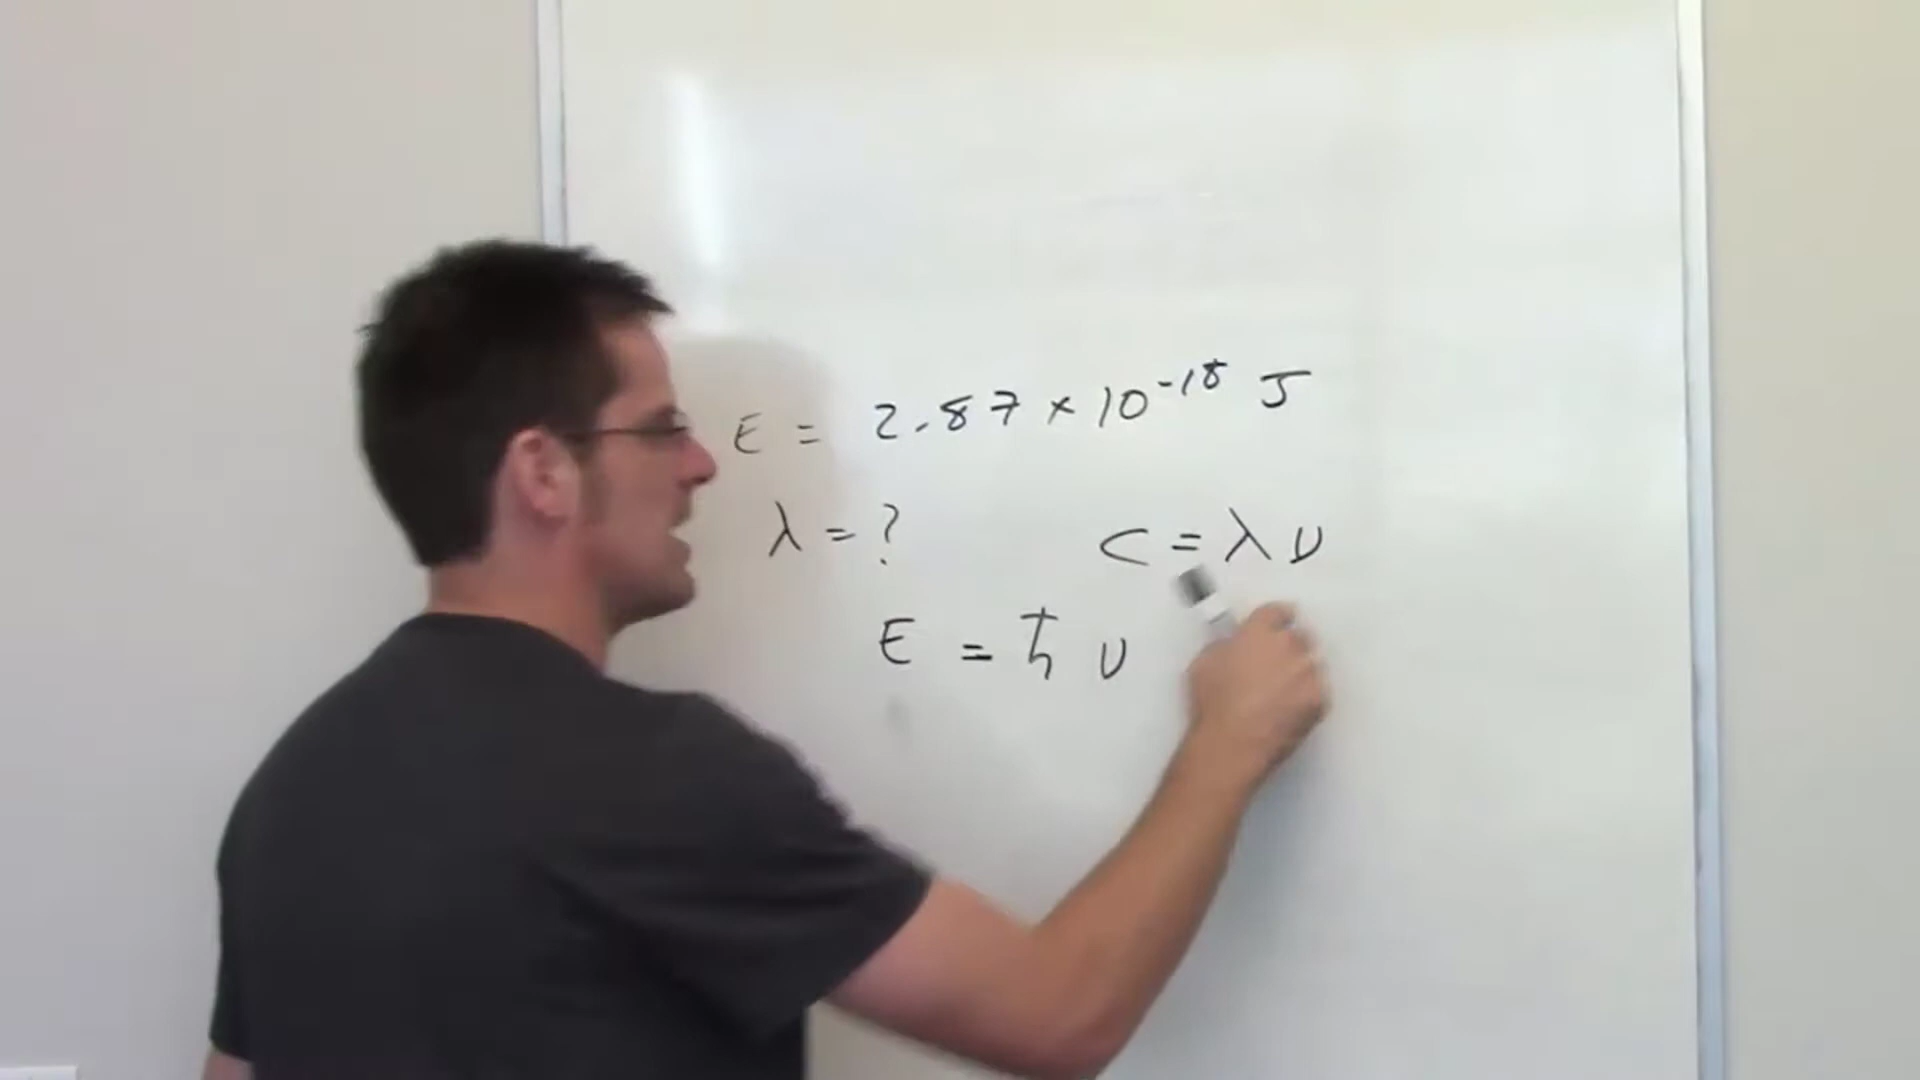 E = 2.87 × 10⁻¹⁸ J
λ = ? c = λ ν
E = ℏ ν